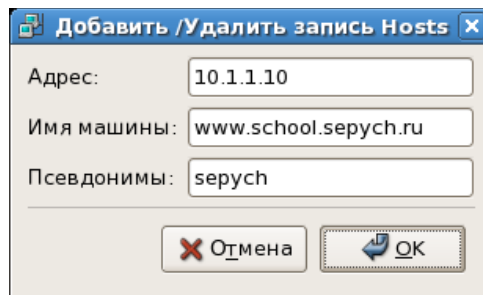 Добавить /Удалить запись Hosts
Адрес: 10.1.1.10
Имя машины: www.school.sepych.ru
Псевдонимы: sepych
Отмена OK